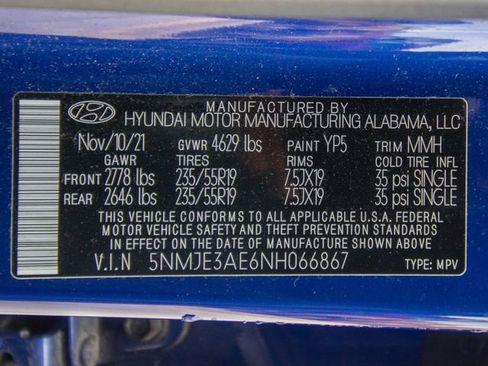 MANUFACTURED BY
HYUNDAI MOTOR MANUFACTURING ALABAMA, LLC
Nov/10/21 GVWR 4629 lbs PAINT YP5 TRIM MMH
GAWR TIRES COLD TIRE INFL
FRONT 2778 lbs 235/55R19 7.5JX19 35 psi SINGLE
REAR 2646 lbs 235/55R19 7.5JX19 35 psi SINGLE
THIS VEHICLE CONFORMS TO ALL APPLICABLE U.S.A. FEDERAL
MOTOR VEHICLE SAFETY AND THEFT PREVENTION STANDARDS
IN EFFECT ON THE DATE OF MANUFACTURE SHOWN ABOVE.
V.I.N 5NMJE3AE6NH066867 TYPE: MPV